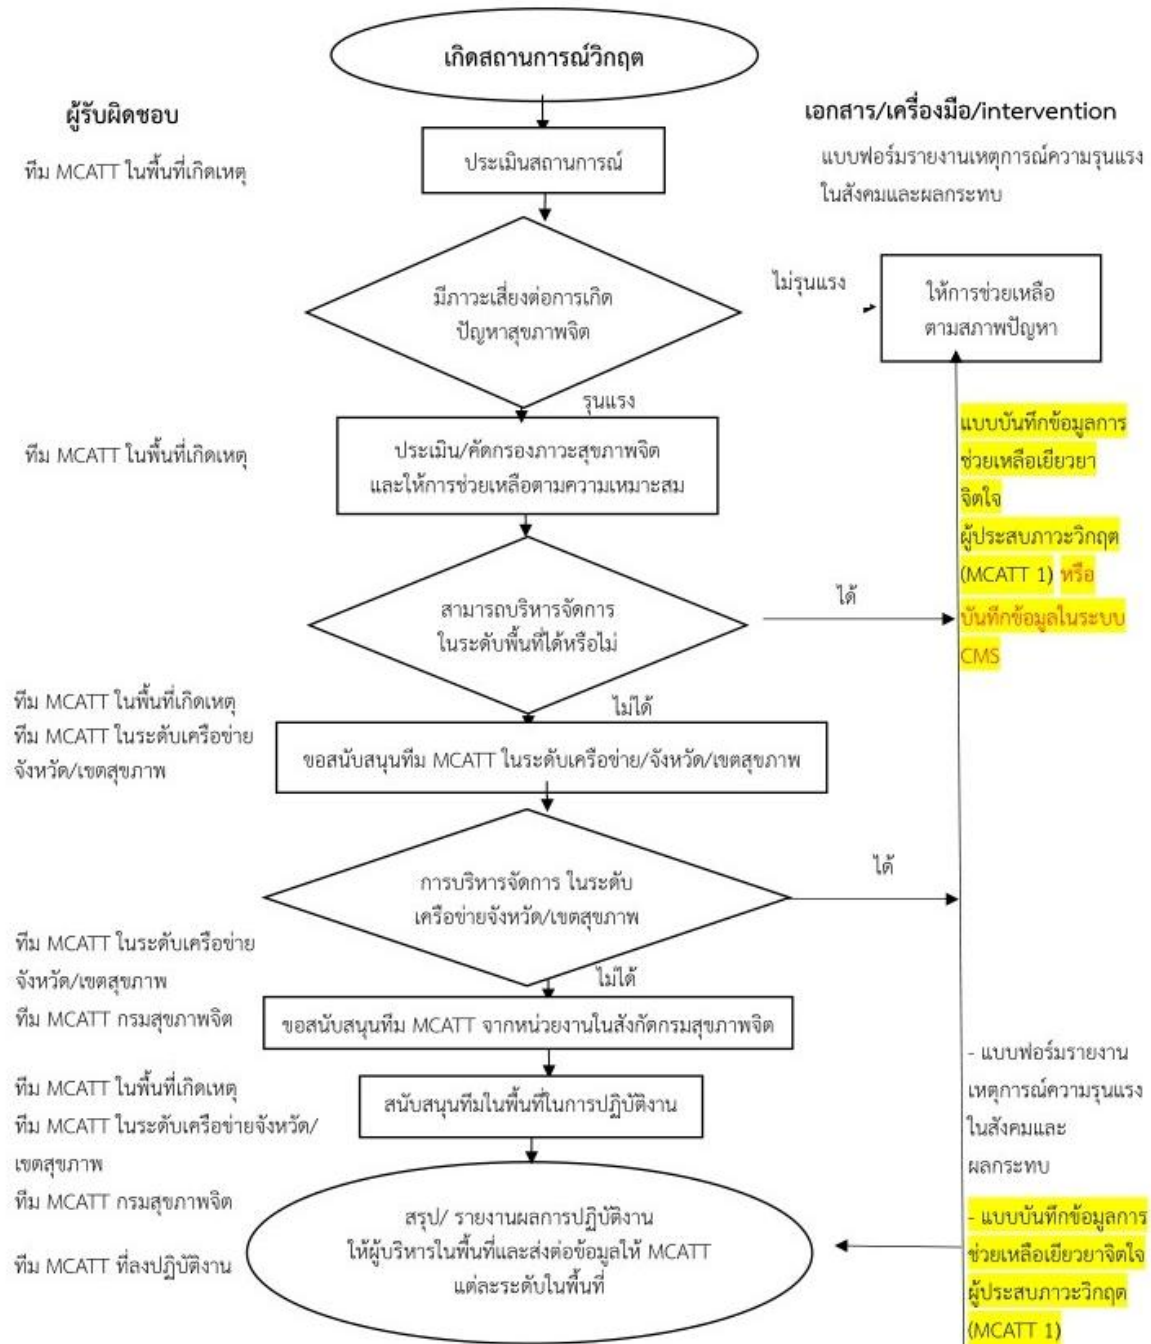 เกิดสถานการณ์วิกฤต
ผู้รับผิดชอบ
เอกสาร/เครื่องมือ/intervention
ทีม MCATT ในพื้นที่เกิดเหตุ
ประเมินสถานการณ์
แบบฟอร์มรายงานเหตุการณ์ความรุนแรง
ในสังคมและผลกระทบ
มีภาวะเสี่ยงต่อการเกิด
ปัญหาสุขภาพจิต
ไม่รุนแรง
ให้การช่วยเหลือ
ตามสภาพปัญหา
รุนแรง
ทีม MCATT ในพื้นที่เกิดเหตุ
ประเมิน/คัดกรองภาวะสุขภาพจิต
และให้การช่วยเหลือตามความเหมาะสม
แบบบันทึกข้อมูลการ
ช่วยเหลือเยียวยา
จิตใจ
ผู้ประสบภาวะวิกฤต
(MCATT 1) หรือ
บันทึกข้อมูลในระบบ
CMS
สามารถบริหารจัดการ
ในระดับพื้นที่ได้หรือไม่
ได้
ไม่ได้
ทีม MCATT ในพื้นที่เกิดเหตุ
ทีม MCATT ในระดับเครือข่าย
จังหวัด/เขตสุขภาพ
ขอสนับสนุนทีม MCATT ในระดับเครือข่าย/จังหวัด/เขตสุขภาพ
การบริหารจัดการ ในระดับ
เครือข่ายจังหวัด/เขตสุขภาพ
ได้
ไม่ได้
ทีม MCATT ในระดับเครือข่าย
จังหวัด/เขตสุขภาพ
ทีม MCATT กรมสุขภาพจิต
ขอสนับสนุนทีม MCATT จากหน่วยงานในสังกัดกรมสุขภาพจิต
ทีม MCATT ในพื้นที่เกิดเหตุ
ทีม MCATT ในระดับเครือข่ายจังหวัด/
เขตสุขภาพ
ทีม MCATT กรมสุขภาพจิต
สนับสนุนทีมในพื้นที่ในการปฏิบัติงาน
- แบบฟอร์มรายงาน
เหตุการณ์ความรุนแรง
ในสังคมและ
ผลกระทบ
ทีม MCATT ที่ลงปฏิบัติงาน
สรุป/ รายงานผลการปฏิบัติงาน
ให้ผู้บริหารในพื้นที่และส่งต่อข้อมูลให้ MCATT
แต่ละระดับในพื้นที่
- แบบบันทึกข้อมูลการ
ช่วยเหลือเยียวยาจิตใจ
ผู้ประสบภาวะวิกฤต
(MCATT 1)